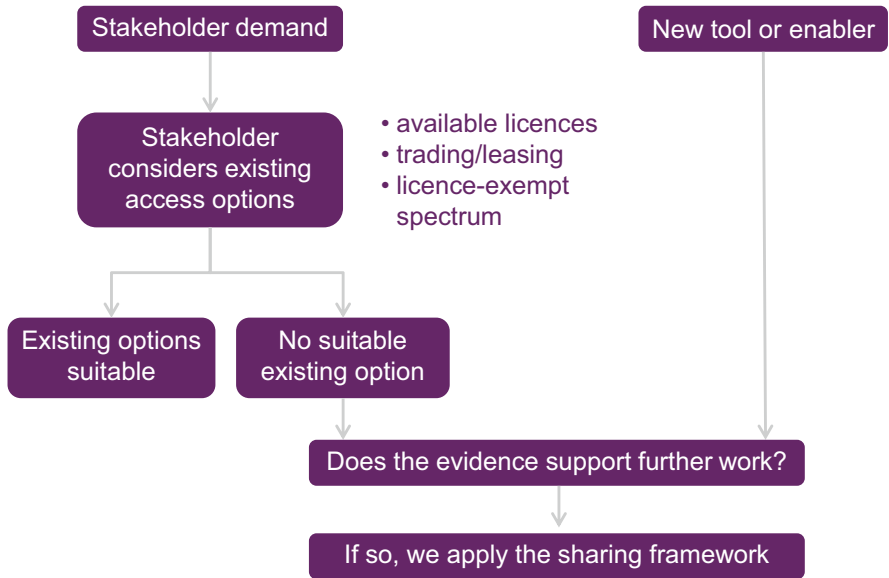 Stakeholder demand
New tool or enabler
Stakeholder
considers existing
access options
• available licences
• trading/leasing
• licence-exempt
spectrum
Existing options
suitable
No suitable
existing option
Does the evidence support further work?
If so, we apply the sharing framework